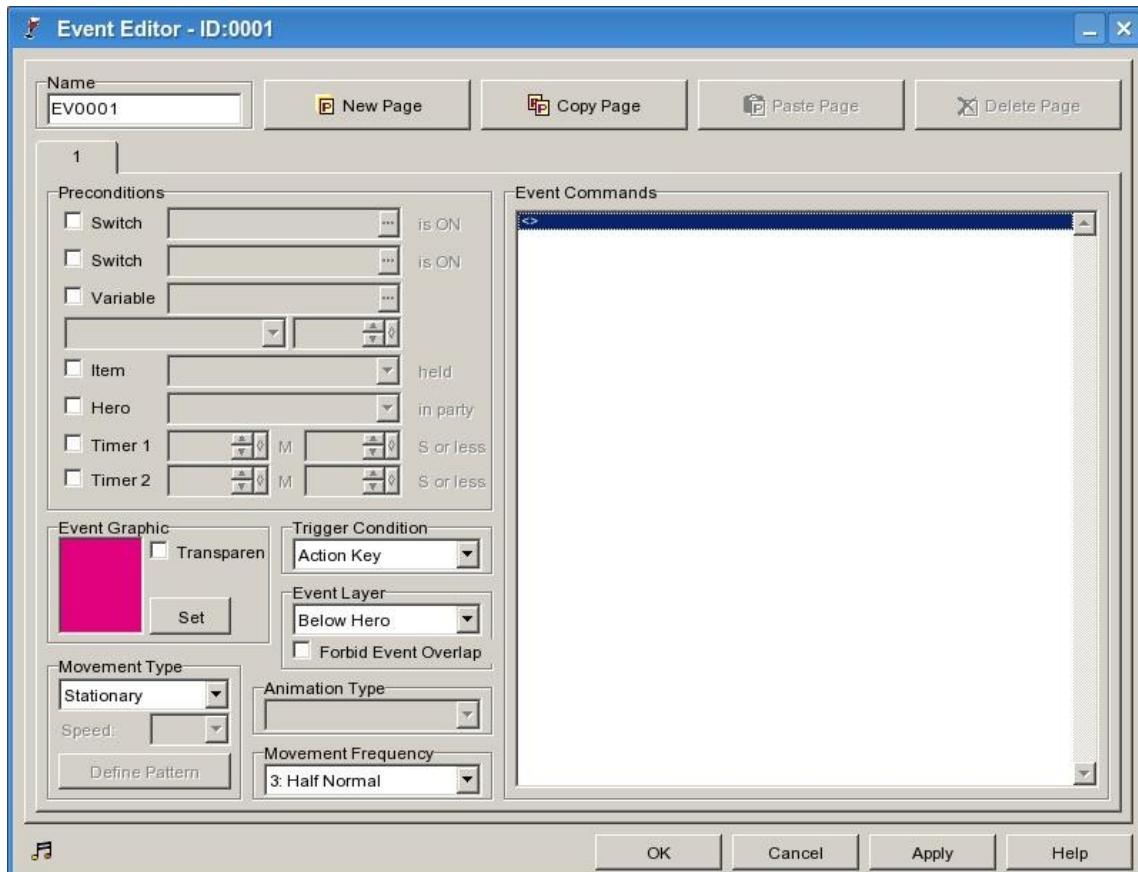 Event Editor - ID:0001
Name
EV0001
New Page
Copy Page
Paste Page
Delete Page
1
Preconditions
Switch
is ON
Switch
is ON
Variable
Item
held
Hero
in party
Timer 1
M
S or less
Timer 2
M
S or less
Event Graphic
Transparen
Set
Trigger Condition
Action Key
Event Layer
Below Hero
Forbid Event Overlap
Movement Type
Stationary
Speed:
Define Pattern
Animation Type
Movement Frequency
3: Half Normal
Event Commands
<>
OK
Cancel
Apply
Help